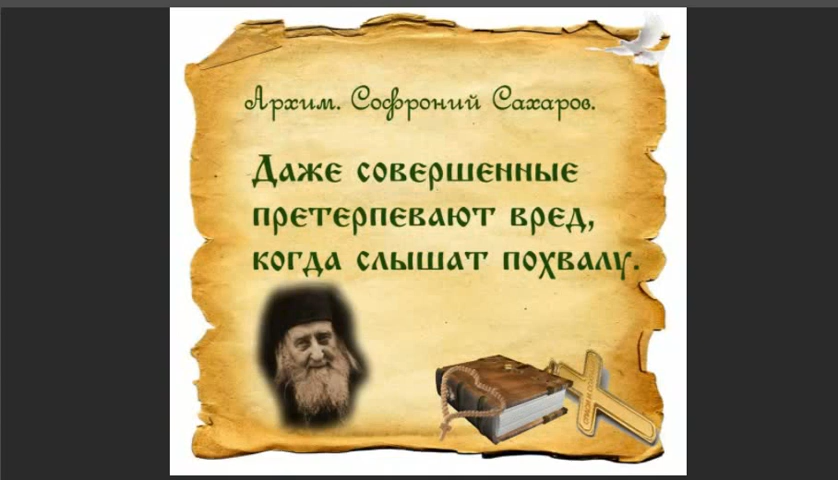 Архим. Софроний Сахаров.
Даже совершенные
претерпевают вред,
когда слышат похвалу.